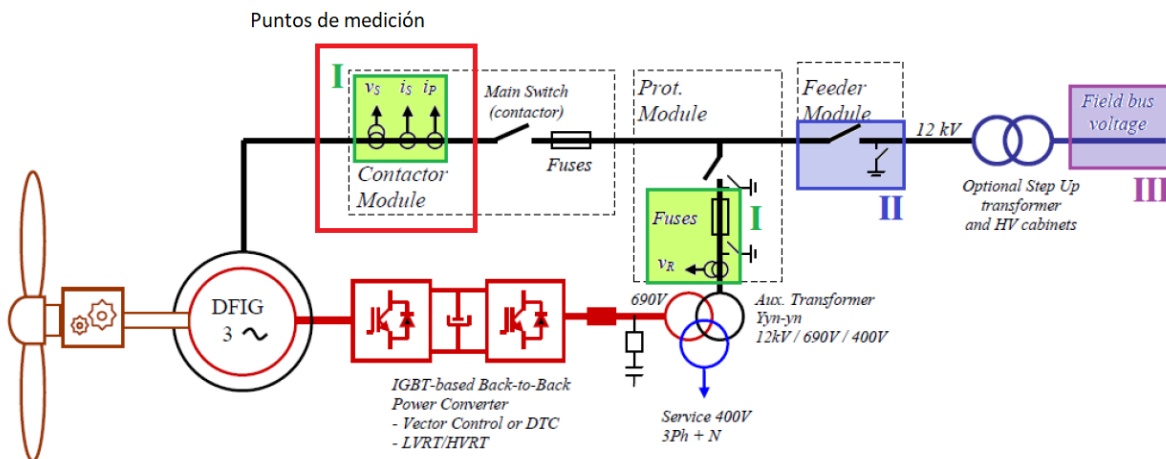 Puntos de medición
I
vS iS iP
Contactor
Module
Main Switch
(contactor)
Fuses
Prot.
Module
Fuses
I
vR
Feeder
Module
II
12 kV
Optional Step Up
transformer
and HV cabinets
Field bus
voltage
III
DFIG
3 ~
690V
Aux. Transformer
Yyn-yn
12kV / 690V / 400V
IGBT-based Back-to-Back
Power Converter
- Vector Control or DTC
- LVRT/HVRT
Service 400V
3Ph + N